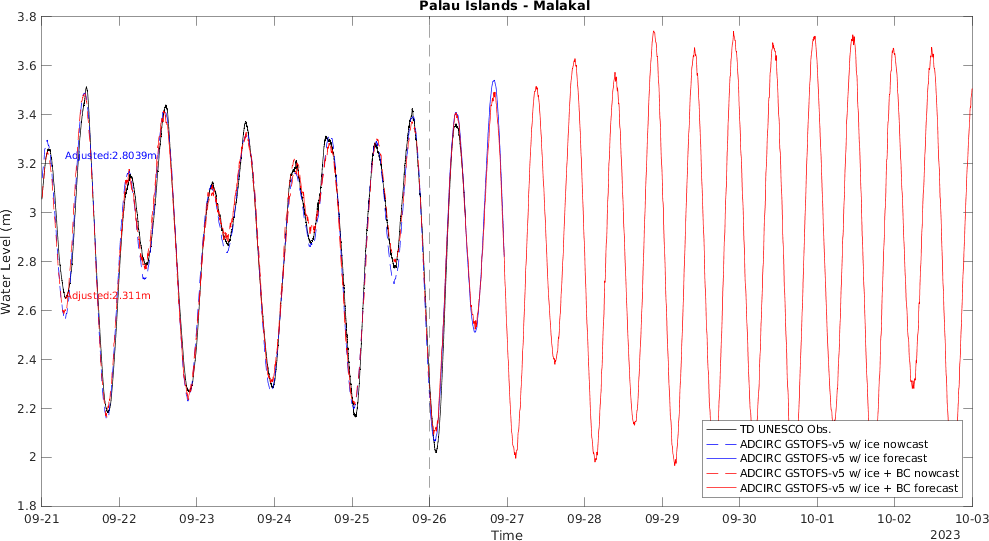 Palau Islands - Malakal
3.8
3.6
3.4
3.2
3
2.8
2.6
2.4
2.2
2
1.8
Water Level (m)
Adjusted:2.8039m
Adjusted:2.311m
TD UNESCO Obs.
ADCIRC GSTOFS-v5 w/ ice nowcast
ADCIRC GSTOFS-v5 w/ ice forecast
ADCIRC GSTOFS-v5 w/ ice + BC nowcast
ADCIRC GSTOFS-v5 w/ ice + BC forecast
09-21 09-22 09-23 09-24 09-25 09-26 09-27 09-28 09-29 09-30 10-01 10-02 10-03
Time
2023